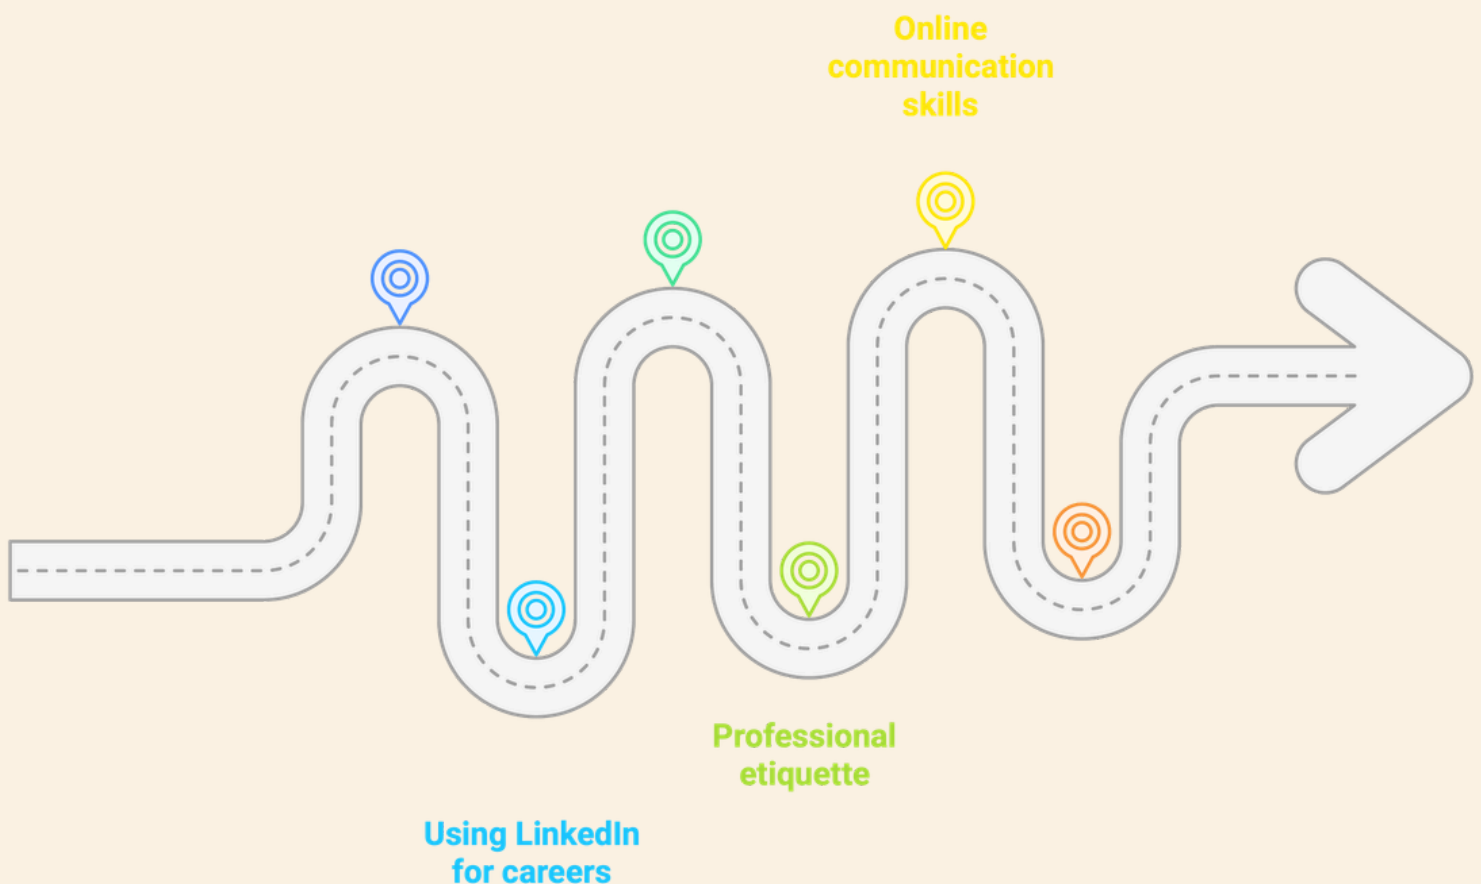 Online
communication
skills
Professional
etiquette
Using LinkedIn
for careers